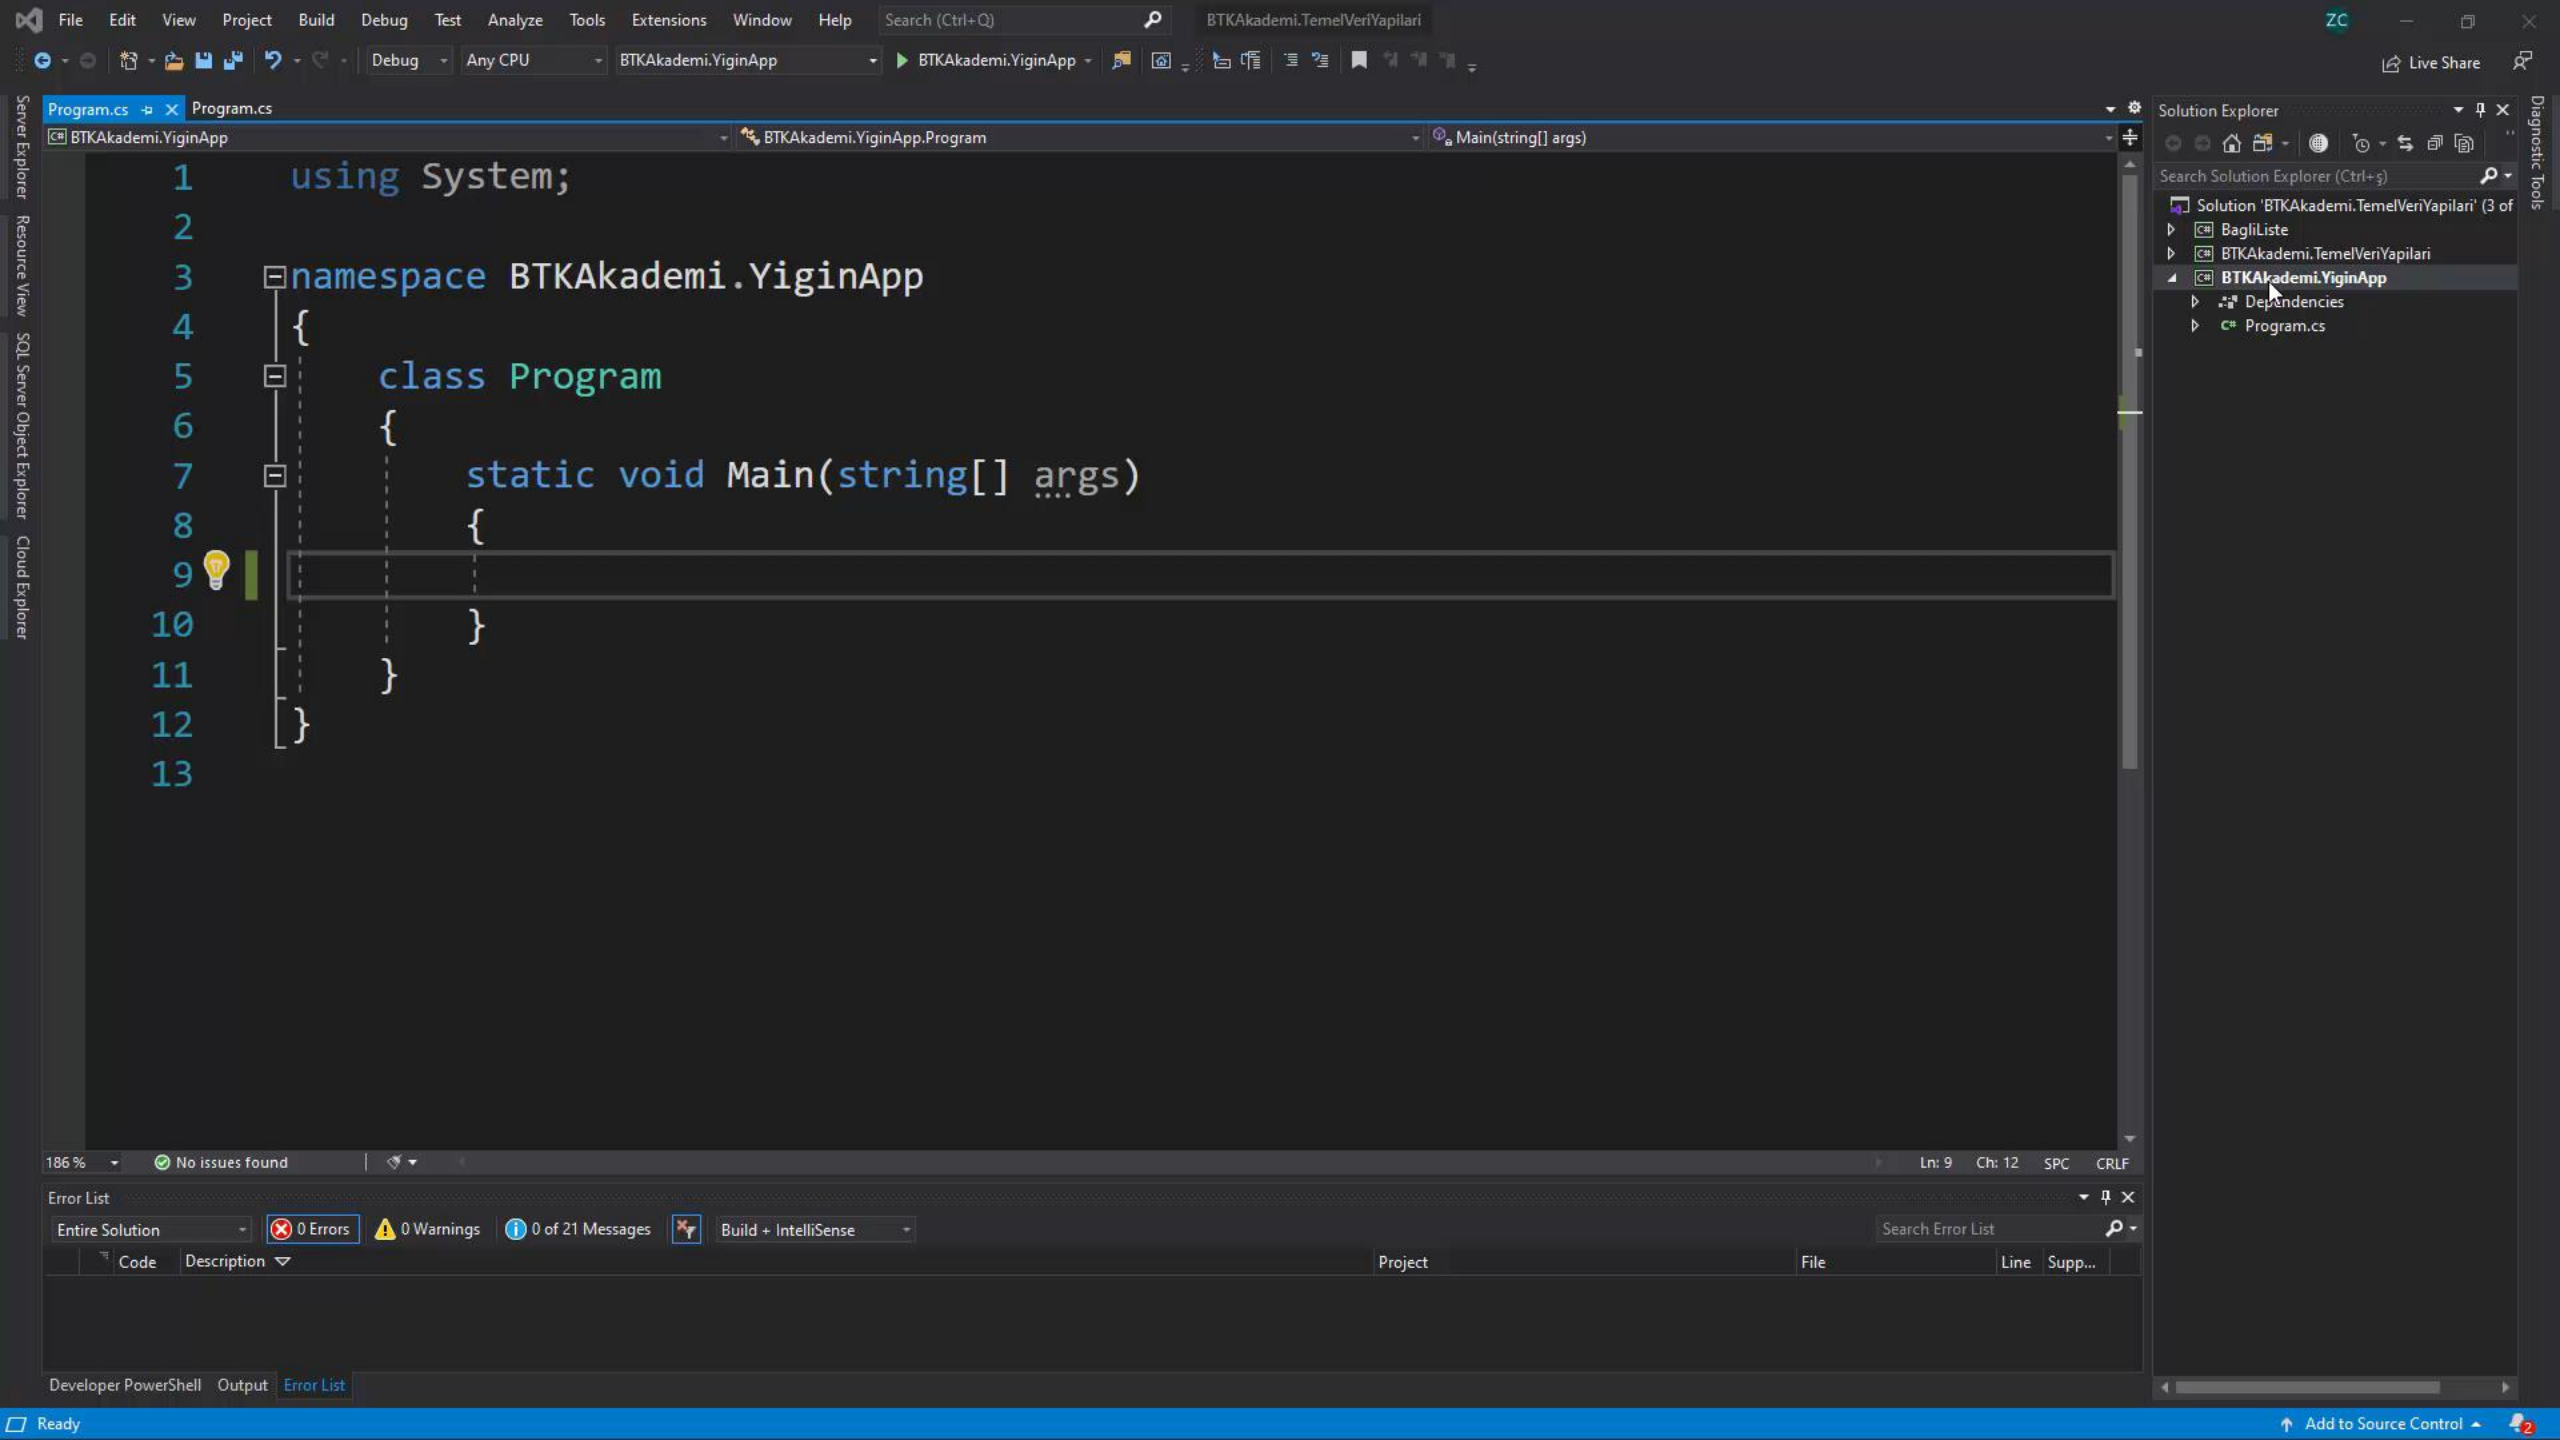 File Edit View Project Build Debug Test Analyze Tools Extensions Window Help Search (Ctrl+Q) BTKAkademi.TemelVeriYapilari ZC
Debug Any CPU BTKAkademi.YiginApp BTKAkademi.YiginApp Live Share
Program.cs Program.cs
BTKAkademi.YiginApp BTKAkademi.YiginApp.Program Main(string[] args)
1 using System;
2
3 namespace BTKAkademi.YiginApp
4 {
5 class Program
6 {
7 static void Main(string[] args)
8 {
9
10 }
11 }
12 }
13
186 % No issues found Ln: 9 Ch: 12 SPC CRLF
Error List
Entire Solution 0 Errors 0 Warnings 0 of 21 Messages Build + IntelliSense Search Error List
Code Description Project File Line Supp...
Developer PowerShell Output Error List
Ready Add to Source Control 2
Server Explorer
Resource View
SQL Server Object Explorer
Cloud Explorer
Solution Explorer
Search Solution Explorer (Ctrl+ş)
Solution 'BTKAkademi.TemelVeriYapilari' (3 of
BagliListe
BTKAkademi.TemelVeriYapilari
BTKAkademi.YiginApp
Dependencies
Program.cs
Diagnostic Tools